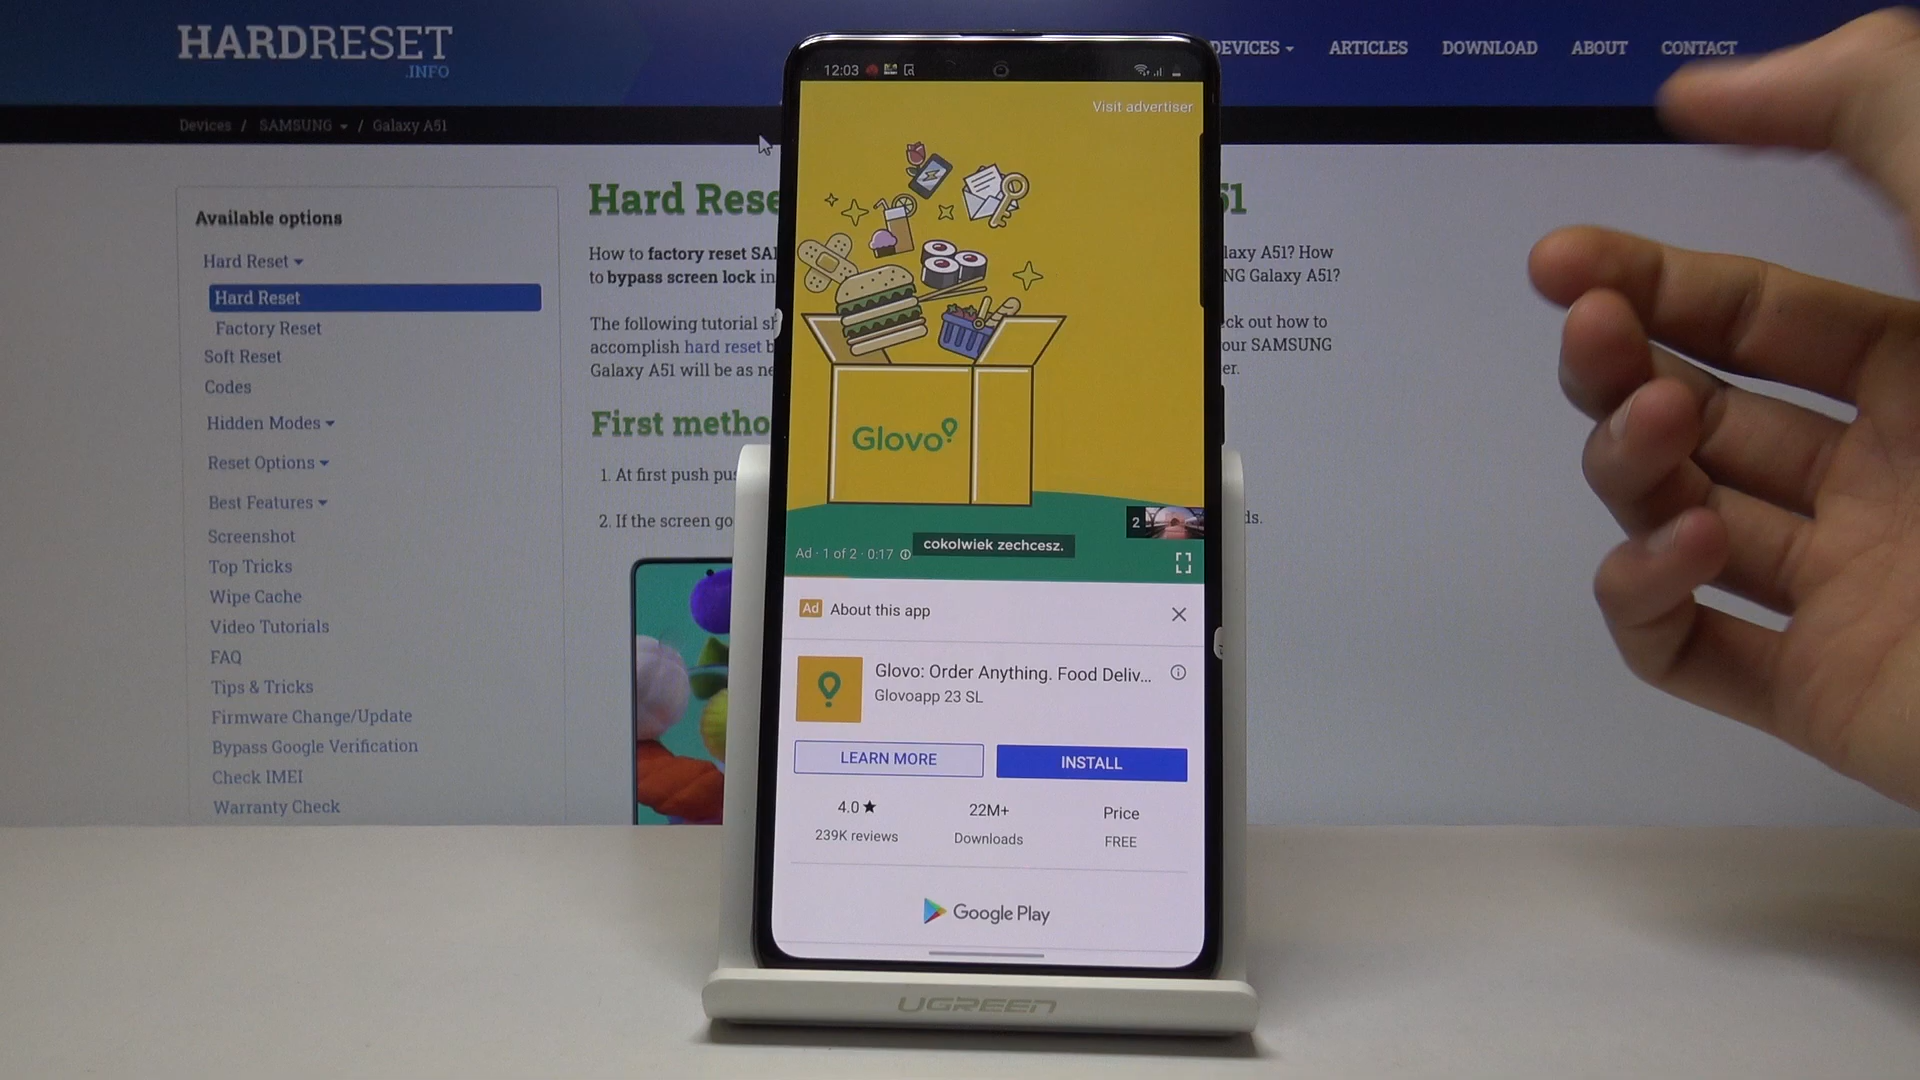 HARDRESET
.INFO
DEVICES
ARTICLES
DOWNLOAD
ABOUT
CONTACT
Devices / SAMSUNG / Galaxy A51
Available options
Hard Reset
Hard Reset
Factory Reset
Soft Reset
Codes
Hidden Modes
Reset Options
Best Features
Screenshot
Top Tricks
Wipe Cache
Video Tutorials
FAQ
Tips & Tricks
Firmware Change/Update
Bypass Google Verification
Check IMEI
Warranty Check
Hard Rese
51
How to factory reset SA
laxy A51? How
to bypass screen lock in
NG Galaxy A51?
The following tutorial
ck out how to
accomplish hard reset
our SAMSUNG
Galaxy A51 will be as
er.
First metho
1. At first push
2. If the screen go
ds.
12:03
Visit advertiser
Glovo
2
cokolwiek zechcesz.
Ad · 1 of 2 · 0:17
Ad About this app
Glovo: Order Anything. Food Deliv...
Glovoapp 23 SL
LEARN MORE
INSTALL
4.0 ★
22M+
Price
239K reviews
Downloads
FREE
Google Play
UGREEN